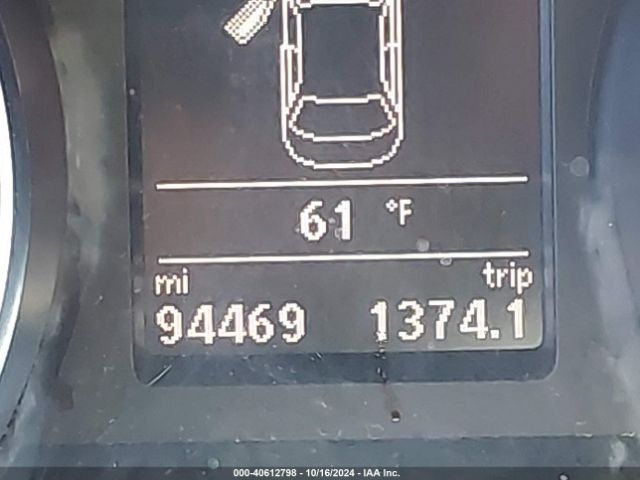 61 °F
mi trip
94469 1374.1
000-40612798 - 10/16/2024 - IAA Inc.